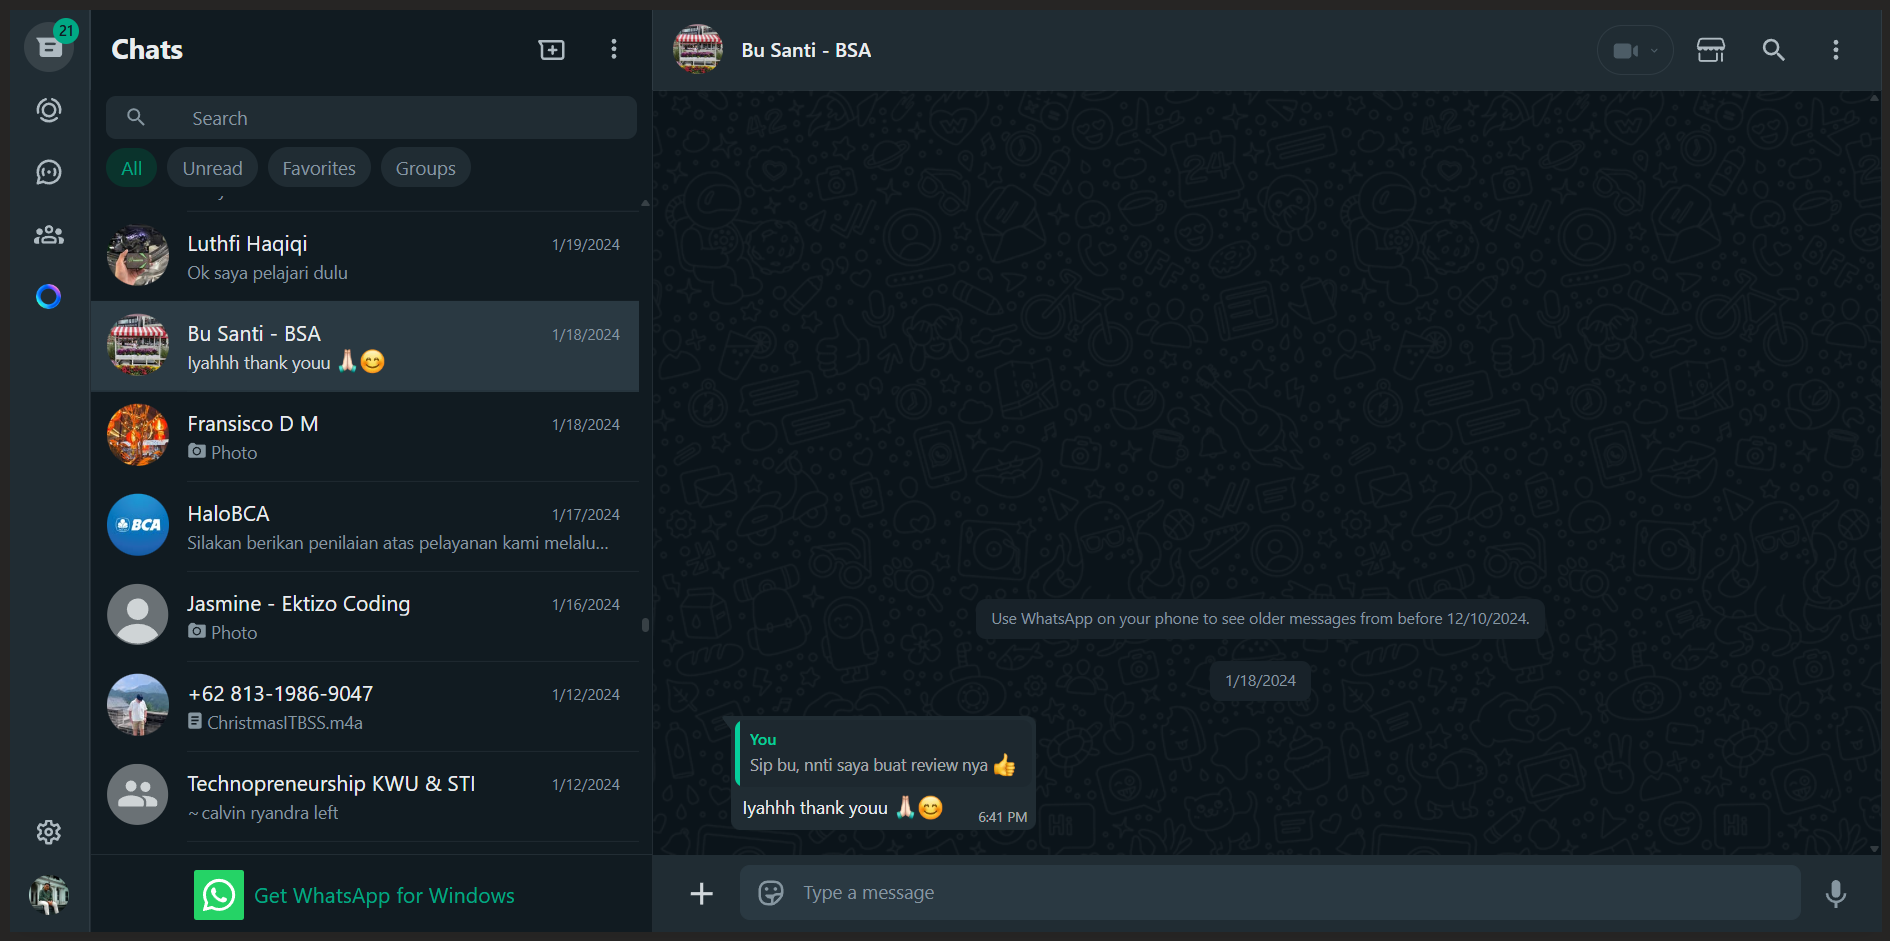 21
Chats
Search
All
Unread
Favorites
Groups
Luthfi Haqiqi
1/19/2024
Ok saya pelajari dulu
Bu Santi - BSA
1/18/2024
Iyahhh thank youu 🙏🏻😊
Fransisco D M
1/18/2024
Photo
BCA
HaloBCA
1/17/2024
Silakan berikan penilaian atas pelayanan kami melalu...
Jasmine - Ektizo Coding
1/16/2024
Photo
+62 813-1986-9047
1/12/2024
ChristmasITBSS.m4a
Technopreneurship KWU & STI
1/12/2024
~ calvin ryandra left
Get WhatsApp for Windows
Bu Santi - BSA
Use WhatsApp on your phone to see older messages from before 12/10/2024.
1/18/2024
You
Sip bu, nnti saya buat review nya 👍
Iyahhh thank youu 🙏🏻😊
6:41 PM
Type a message